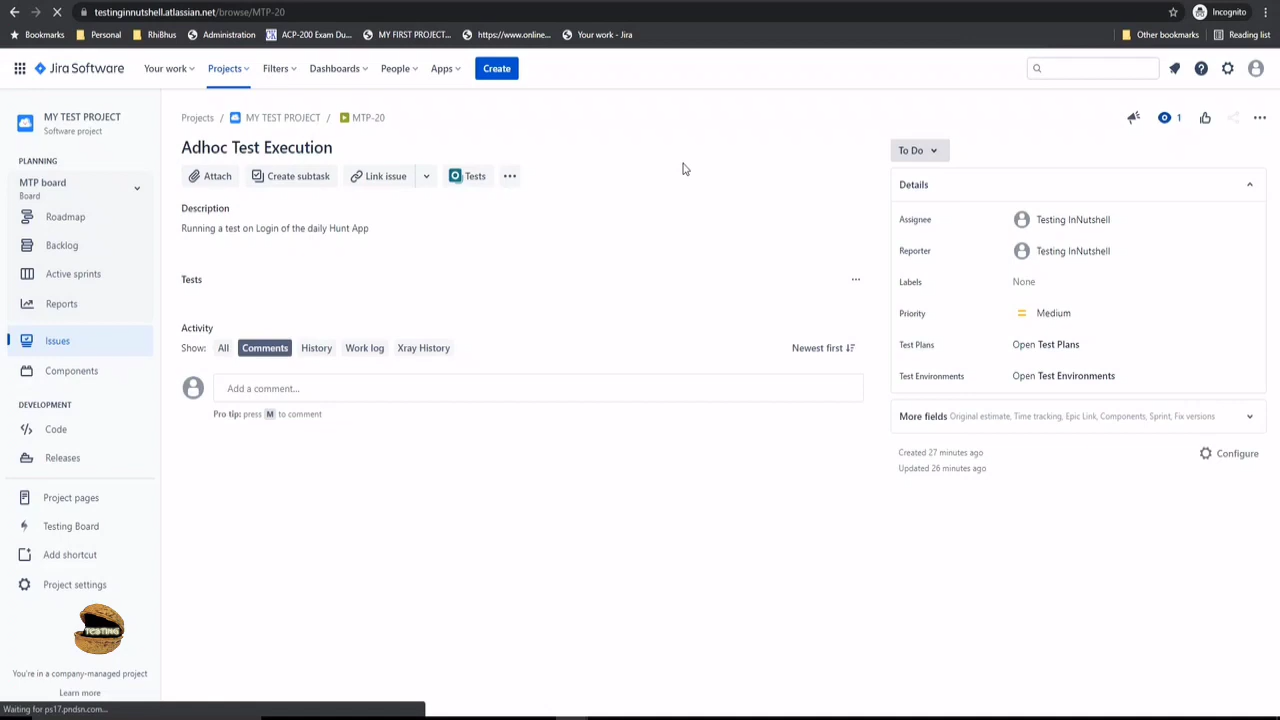 testinginnutshell.atlassian.net/browse/MTP-20
Incognito
Bookmarks
Personal
RhiBhus
Administration
ACP-200 Exam Du...
MY FIRST PROJECT...
https://www.online...
Your work - Jira
Other bookmarks
Reading list
Jira Software
Your work
Projects
Filters
Dashboards
People
Apps
Create
MY TEST PROJECT
Software project
PLANNING
MTP board
Board
Roadmap
Backlog
Active sprints
Reports
Issues
Components
DEVELOPMENT
Code
Releases
Project pages
Testing Board
Add shortcut
Project settings
TESTING
You're in a company-managed project
Learn more
Waiting for ps17.pndsn.com...
Projects / MY TEST PROJECT / MTP-20
Adhoc Test Execution
Attach
Create subtask
Link issue
Tests
Description
Running a test on Login of the daily Hunt App
Tests
Activity
Show: All Comments History Work log Xray History
Newest first
Add a comment...
Pro tip: press M to comment
1
To Do
Details
Assignee Testing InNutshell
Reporter Testing InNutshell
Labels None
Priority Medium
Test Plans Open Test Plans
Test Environments Open Test Environments
More fields Original estimate, Time tracking, Epic Link, Components, Sprint, Fix versions
Created 27 minutes ago
Updated 26 minutes ago
Configure